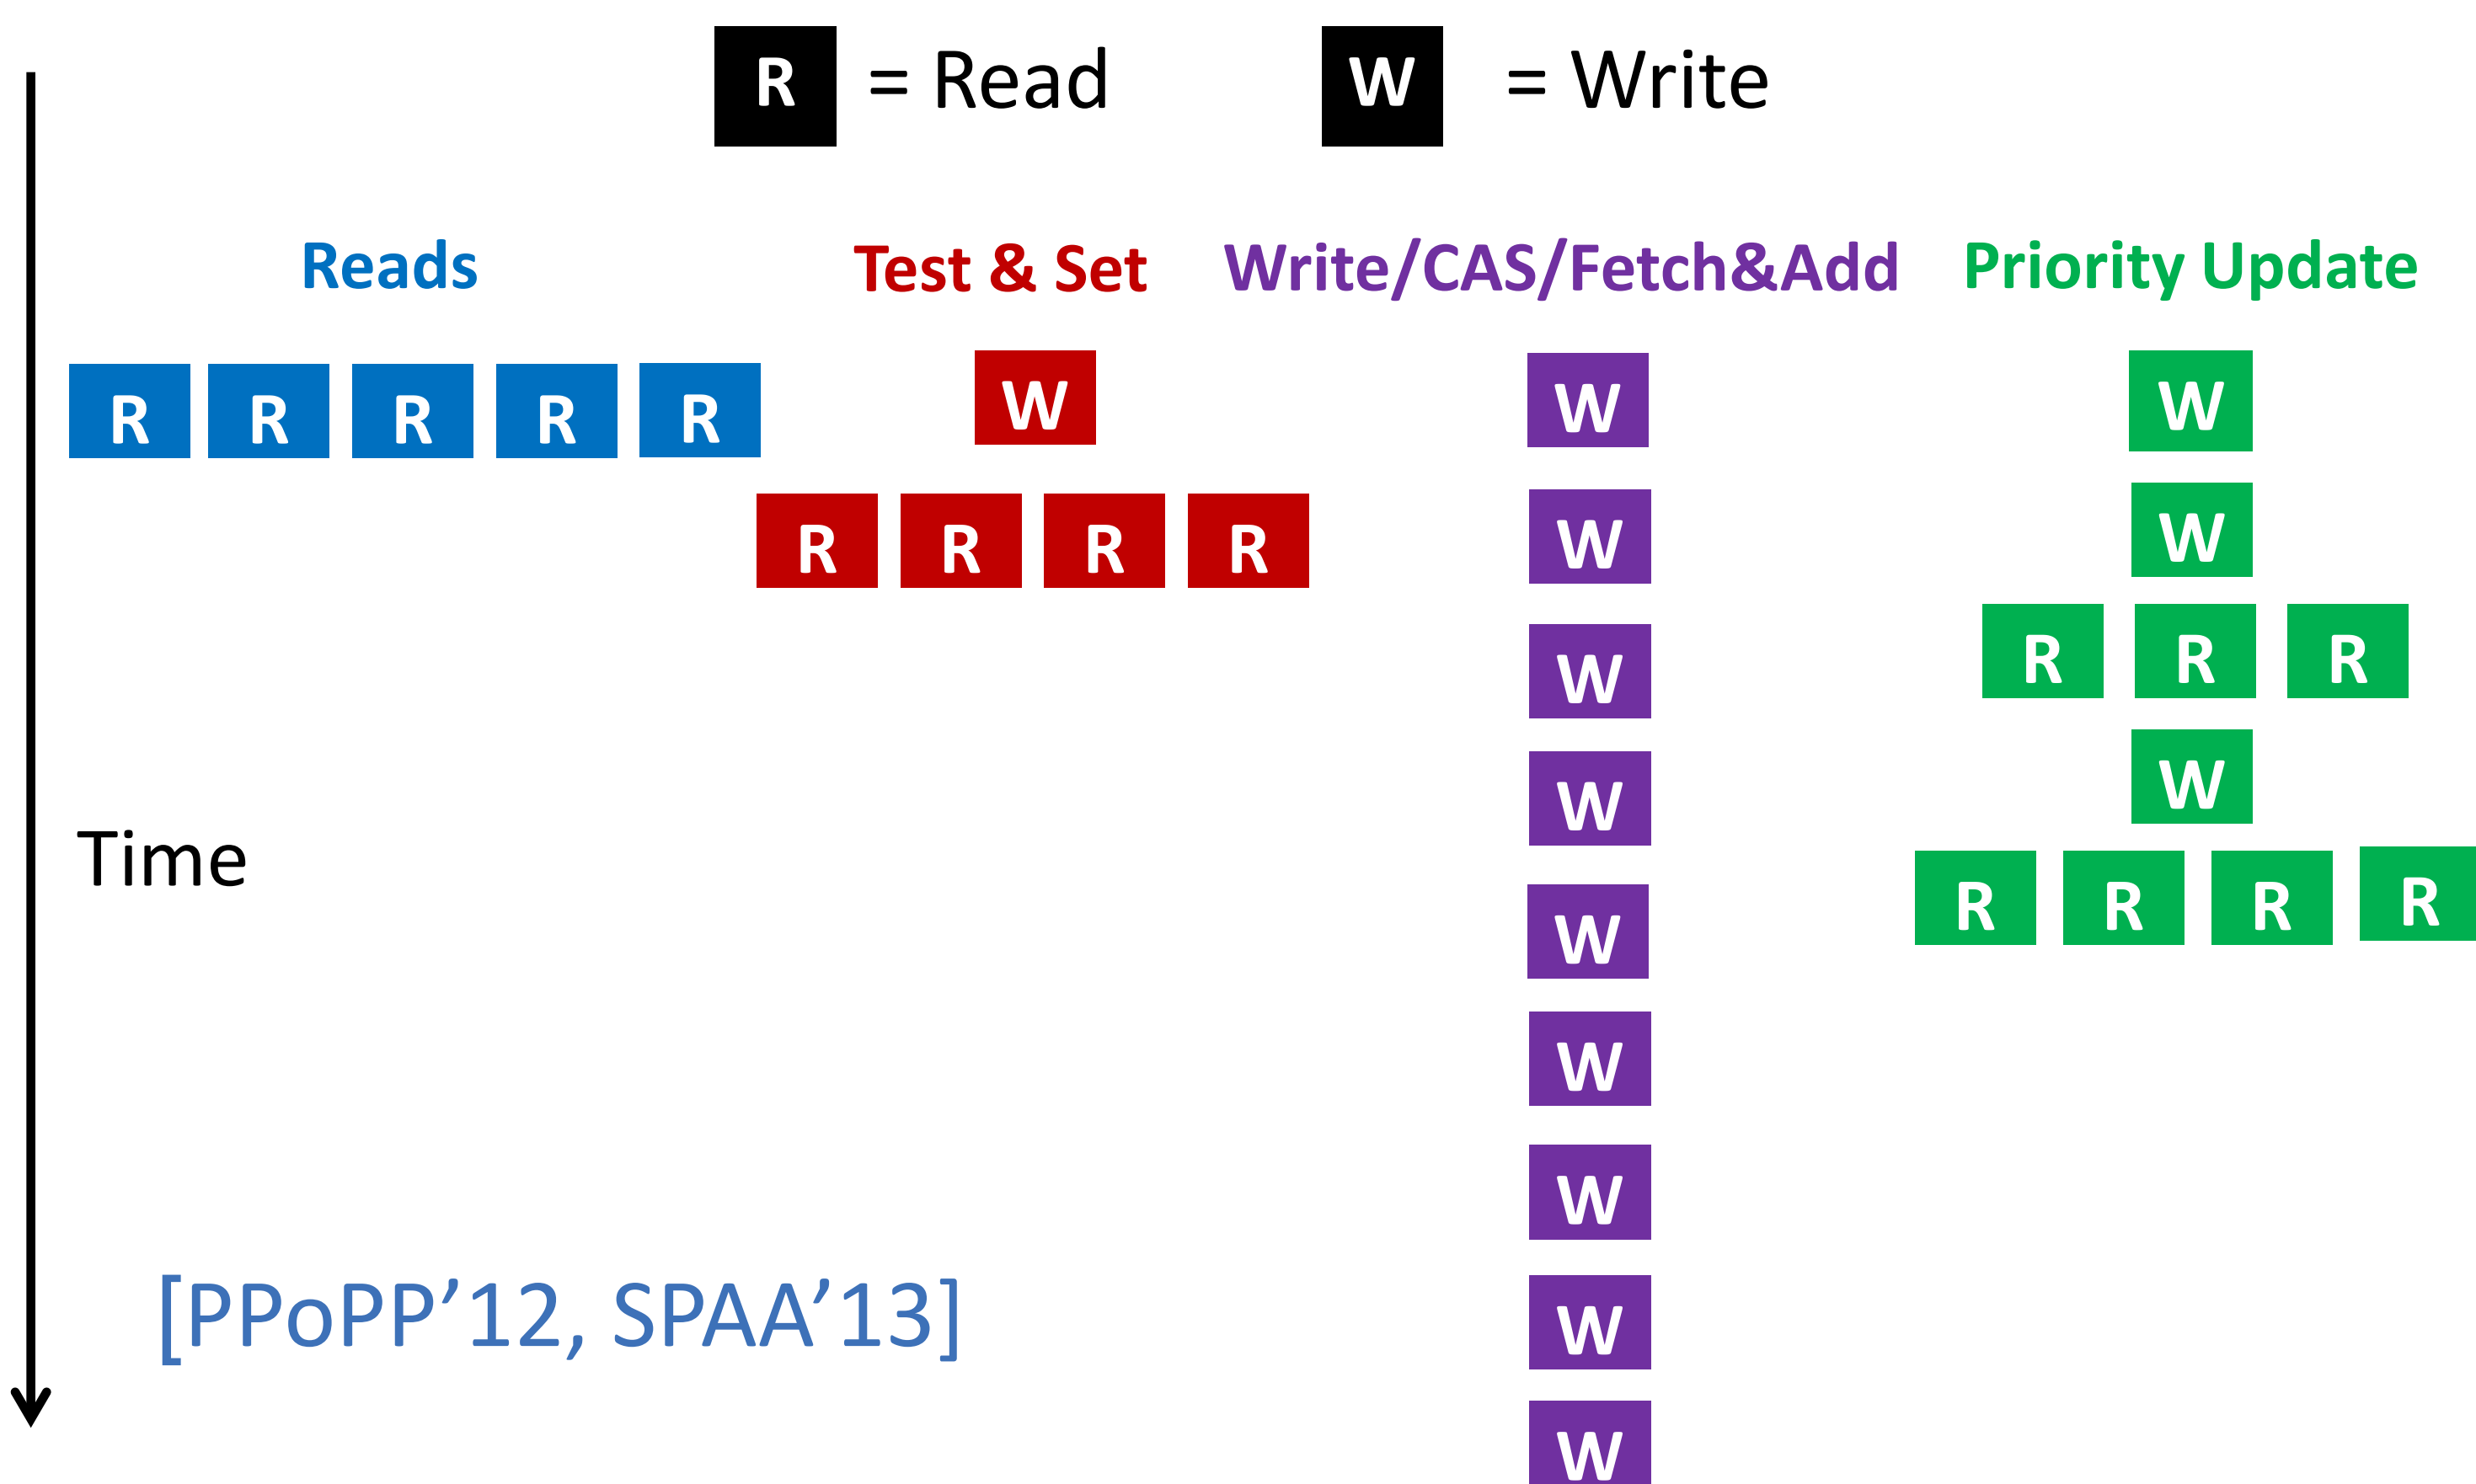 R = Read W = Write
Reads Test & Set Write/CAS/Fetch&Add Priority Update
R R R R R W W W
R R R R W W
W R R R
W W
Time
W R R R R
W
W
[PPoPP’12, SPAA’13] W
W